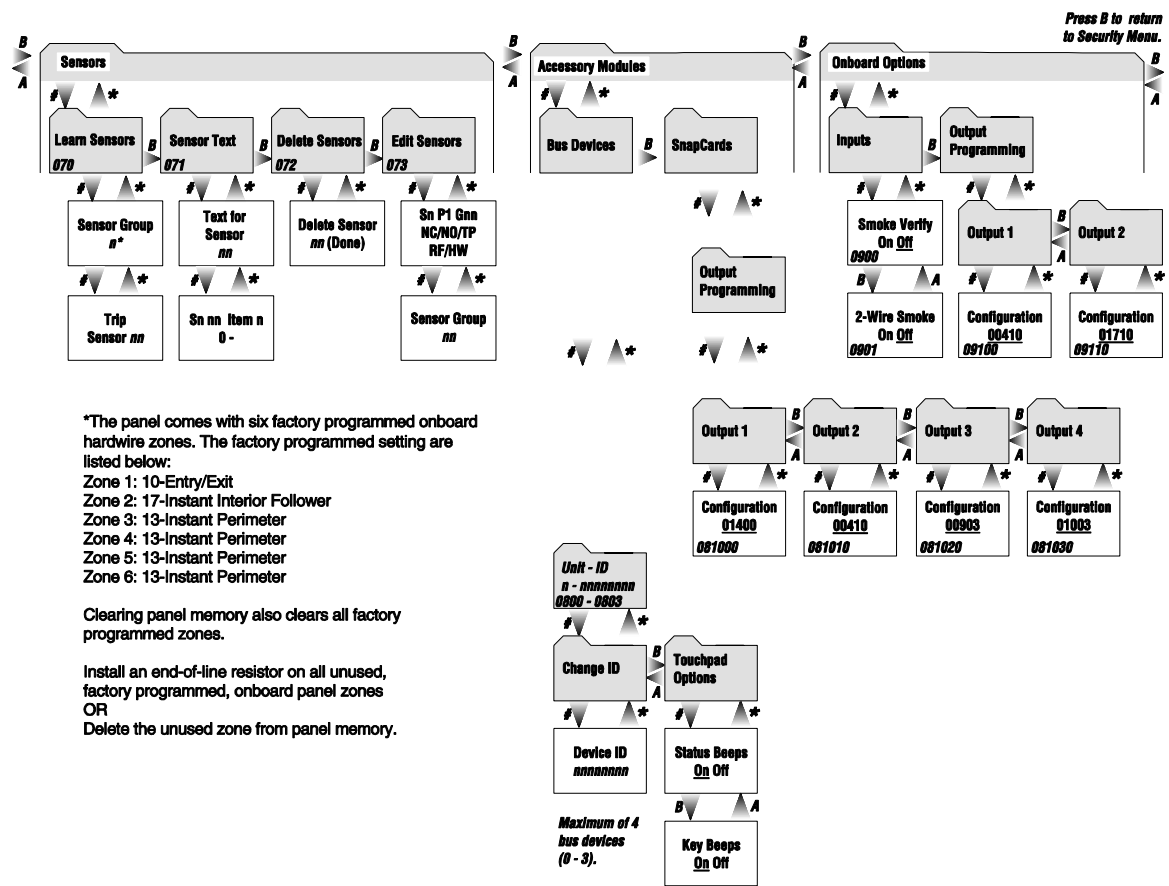 Press B to return
to Security Menu.
B
A
Sensors
B
A
Accessory Modules
B
A
Onboard Options
B
A
#
*
#
*
#
*
Learn Sensors
070
B
Sensor Text
071
B
Delete Sensors
072
B
Edit Sensors
073
Bus Devices
B
SnapCards
Inputs
B
Output
Programming
#
*
#
*
#
*
#
*
#
*
#
*
#
*
Sensor Group
n*
Text for
Sensor
nn
Delete Sensor
nn (Done)
Sn P1 Gnn
NC/NO/TP
RF/HW
Smoke Verify
On Off
0900
Output 1
B
A
Output 2
#
*
#
*
#
*
Output
Programming
B
A
#
*
#
*
Trip
Sensor nn
Sn nn Item n
0 -
Sensor Group
nn
2-Wire Smoke
On Off
0901
Configuration
00410
09100
Configuration
01710
09110
#
*
#
*
*The panel comes with six factory programmed onboard
hardwire zones. The factory programmed setting are
listed below:
Zone 1: 10-Entry/Exit
Zone 2: 17-Instant Interior Follower
Zone 3: 13-Instant Perimeter
Zone 4: 13-Instant Perimeter
Zone 5: 13-Instant Perimeter
Zone 6: 13-Instant Perimeter
Clearing panel memory also clears all factory
programmed zones.
Install an end-of-line resistor on all unused,
factory programmed, onboard panel zones
OR
Delete the unused zone from panel memory.
Output 1
B
A
Output 2
B
A
Output 3
B
A
Output 4
#
*
#
*
#
*
#
*
Configuration
01400
081000
Configuration
00410
081010
Configuration
00903
081020
Configuration
01003
081030
Unit - ID
n - nnnnnnnn
0800 - 0803
#
*
Change ID
B
A
Touchpad
Options
#
*
#
*
Device ID
nnnnnnnn
Status Beeps
On Off
B
A
Maximum of 4
bus devices
(0 - 3).
Key Beeps
On Off